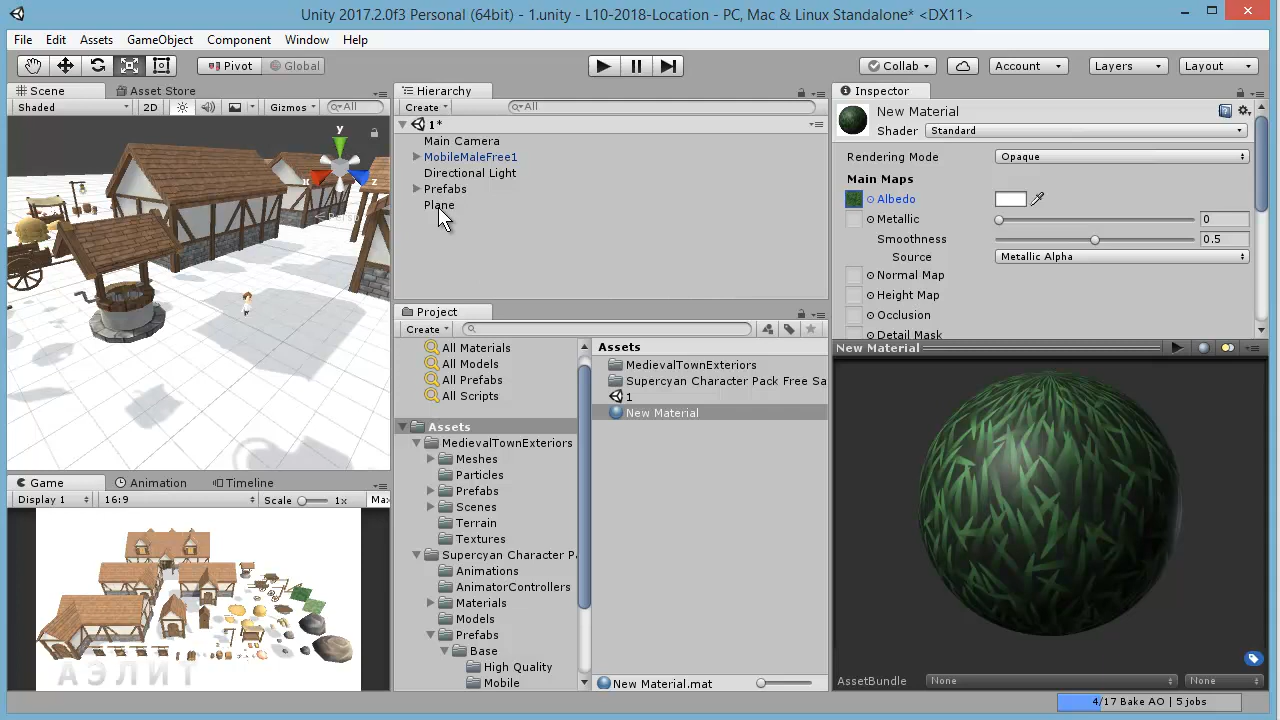 Unity 2017.2.0f3 Personal (64bit) - 1.unity - L10-2018-Location - PC, Mac & Linux Standalone* <DX11>
File Edit Assets GameObject Component Window Help
Pivot Global Collab Account Layers Layout
Scene Asset Store
Shaded 2D Gizmos All
y
x z
Persp
Hierarchy
Create All
1*
Main Camera
MobileMaleFree1
Directional Light
Prefabs
Plane
Project
Create
All Materials
All Models
All Prefabs
All Scripts
Assets
MedievalTownExteriors
Meshes
Particles
Prefabs
Scenes
Terrain
Textures
Supercyan Character P
Animations
AnimatorControllers
Materials
Models
Prefabs
Base
High Quality
Mobile
Assets
MedievalTownExteriors
Supercyan Character Pack Free Sa
1
New Material
New Material.mat
Game Animation Timeline
Display 1 16:9 Scale 1x Max
АЭЛИТ
Inspector
New Material
Shader Standard
Rendering Mode Opaque
Main Maps
Albedo
Metallic 0
Smoothness 0.5
Source Metallic Alpha
Normal Map
Height Map
Occlusion
Detail Mask
New Material
AssetBundle None None
4/17 Bake AO | 5 jobs